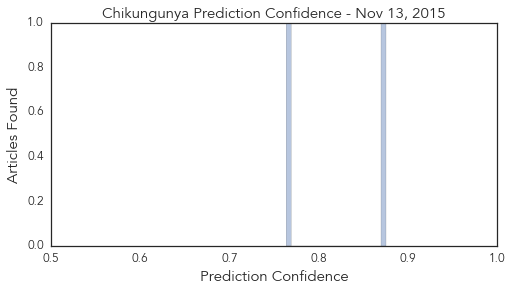 Chikungunya Prediction Confidence - Nov 13, 2015
Articles Found
1.0
0.8
0.6
0.4
0.2
0.0
0.5 0.6 0.7 0.8 0.9 1.0
Prediction Confidence